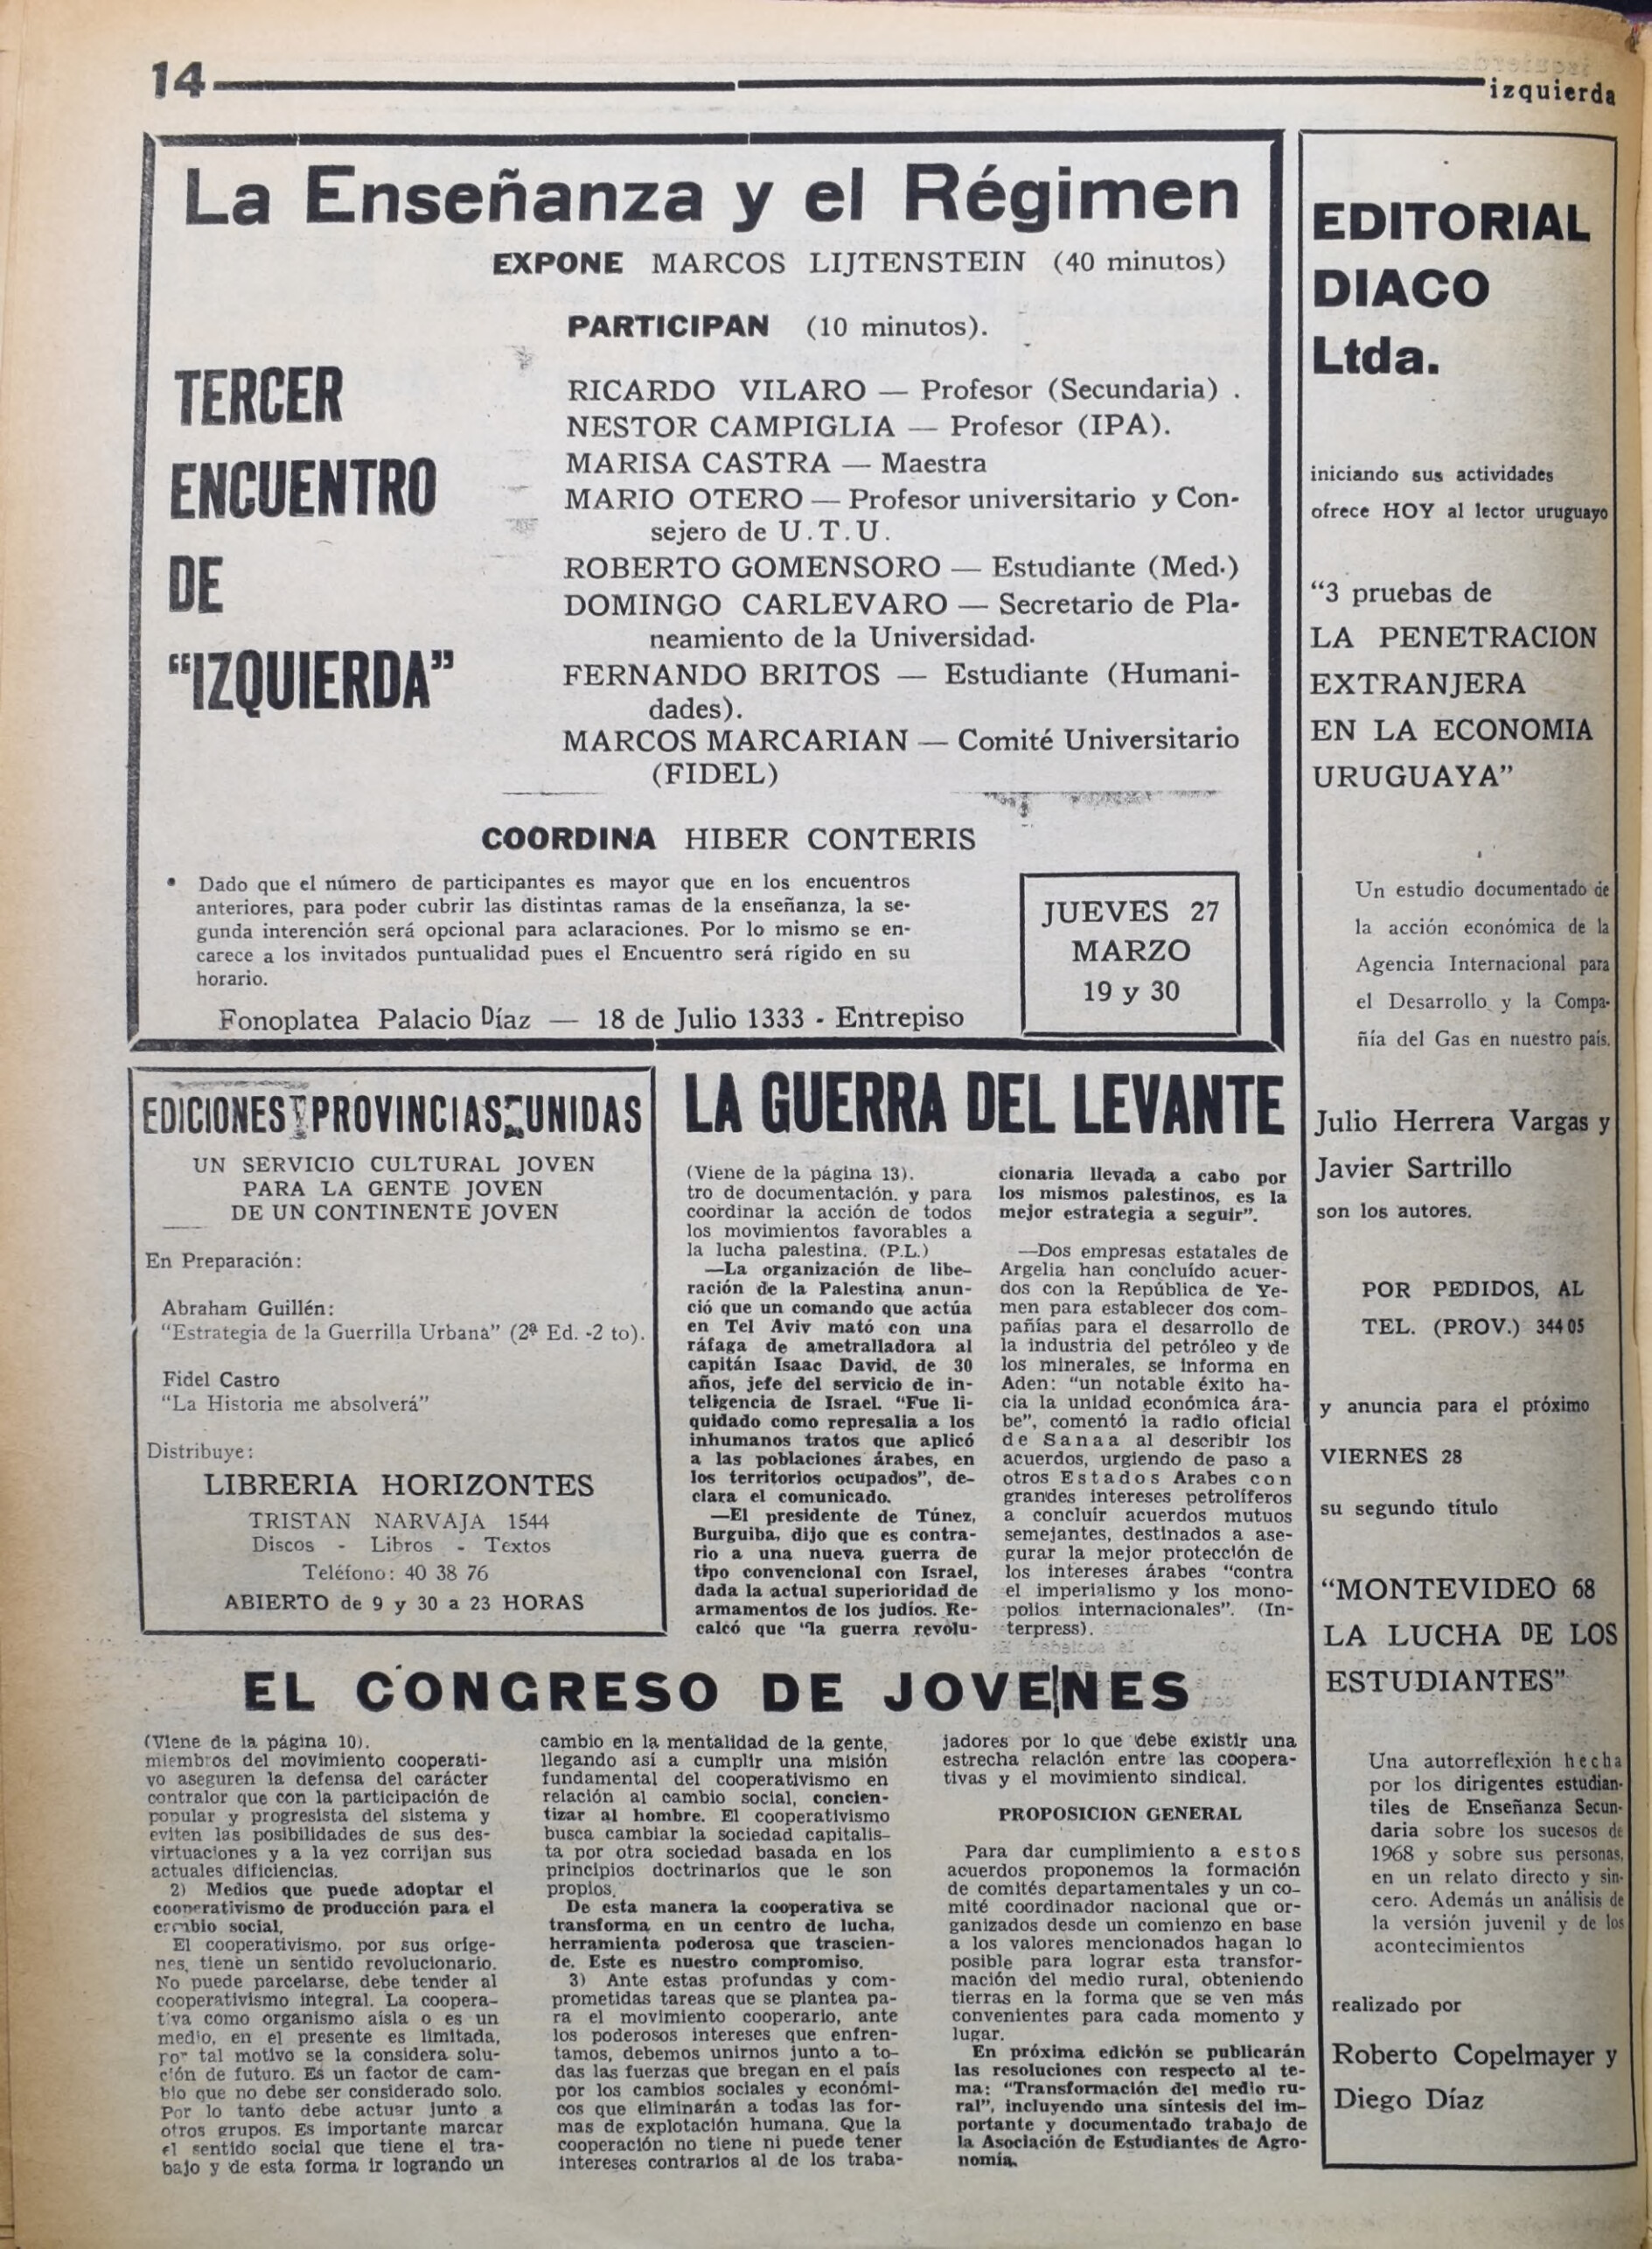 14
izquierda
La Enseñanza y el Régimen
EXPONE MARCOS LIJTENSTEIN (40 minutos)
PARTICIPAN (10 minutos).
TERCER
ENCUENTRO
DE
“IZQUIERDA”
RICARDO VILARO — Profesor (Secundaria) .
NESTOR CAMPIGLIA — Profesor (IPA).
MARISA CASTRA — Maestra
MARIO OTERO — Profesor universitario y Con-
sejero de U.T.U.
ROBERTO GOMENSORO — Estudiante (Med.)
DOMINGO CARLEVARO — Secretario de Pla-
neamiento de la Universidad.
FERNANDO BRITOS — Estudiante (Humani-
dades).
MARCOS MARCARIAN — Comité Universitario
(FIDEL)
COORDINA HIBER CONTERIS
• Dado que el número de participantes es mayor que en los encuentros
anteriores, para poder cubrir las distintas ramas de la enseñanza, la se-
gunda interención será opcional para aclaraciones. Por lo mismo se en-
carece a los invitados puntualidad pues el Encuentro será rígido en su
horario.
Fonoplatea Palacio Díaz — 18 de Julio 1333 - Entrepiso
JUEVES 27
MARZO
19 y 30
EDICIONES PROVINCIAS UNIDAS
UN SERVICIO CULTURAL JOVEN
PARA LA GENTE JOVEN
DE UN CONTINENTE JOVEN
En Preparación:
Abraham Guillén:
“Estrategia de la Guerrilla Urbana” (2ª Ed. -2 to).
Fidel Castro
“La Historia me absolverá”
Distribuye:
LIBRERIA HORIZONTES
TRISTAN NARVAJA 1544
Discos - Libros - Textos
Teléfono: 40 38 76
ABIERTO de 9 y 30 a 23 HORAS
LA GUERRA DEL LEVANTE
(Viene de la página 13).
tro de documentación. y para
coordinar la acción de todos
los movimientos favorables a
la lucha palestina. (P.L.)
—La organización de libe-
ración de la Palestina anun-
ció que un comando que actúa
en Tel Aviv mató con una
ráfaga de ametralladora al
capitán Isaac David, de 30
años, jefe del servicio de in-
teligencia de Israel. “Fue li-
quidado como represalia a los
inhumanos tratos que aplicó
a las poblaciones árabes, en
los territorios ocupados”, de-
clara el comunicado.
—El presidente de Túnez,
Burguiba, dijo que es contra-
rio a una nueva guerra de
tipo convencional con Israel,
dada la actual superioridad de
armamentos de los judíos. Re-
calcó que “la guerra revolu-
cionaria llevada a cabo por
los mismos palestinos, es la
mejor estrategia a seguir”.
—Dos empresas estatales de
Argelia han concluído acuer-
dos con la República de Ye-
men para establecer dos com-
pañías para el desarrollo de
la industria del petróleo y de
los minerales, se informa en
Aden: “un notable éxito ha-
cia la unidad económica ára-
be”, comentó la radio oficial
de Sanaa al describir los
acuerdos, urgiendo de paso a
otros Estados Arabes con
grandes intereses petrolíferos
a concluír acuerdos mutuos
semejantes, destinados a ase-
gurar la mejor protección de
los intereses árabes “contra
el imperialismo y los mono-
polios internacionales”. (In-
terpress).
EL CONGRESO DE JOVENES
(Viene de la página 10).
miembros del movimiento cooperati-
vo aseguren la defensa del carácter
contralor que con la participación de
popular y progresista del sistema y
eviten las posibilidades de sus des-
virtuaciones y a la vez corrijan sus
actuales dificiencias.
2) Medios que puede adoptar el
cooperativismo de producción para el
cambio social.
El cooperativismo, por sus oríge-
nes, tiene un sentido revolucionario.
No puede parcelarse, debe tender al
cooperativismo integral. La coopera-
tiva como organismo aisla o es un
medio, en el presente es limitada,
por tal motivo se la considera solu-
ción de futuro. Es un factor de cam-
bio que no debe ser considerado solo.
Por lo tanto debe actuar junto a
otros grupos. Es importante marcar
el sentido social que tiene el tra-
bajo y de esta forma ir logrando un
cambio en la mentalidad de la gente,
llegando así a cumplir una misión
fundamental del cooperativismo en
relación al cambio social, concien-
tizar al hombre. El cooperativismo
busca cambiar la sociedad capitalis-
ta por otra sociedad basada en los
principios doctrinarios que le son
propios.
De esta manera la cooperativa se
transforma en un centro de lucha,
herramienta poderosa que trascien-
de. Este es nuestro compromiso.
3) Ante estas profundas y com-
prometidas tareas que se plantea pa-
ra el movimiento cooperario, ante
los poderosos intereses que enfren-
tamos, debemos unirnos junto a to-
das las fuerzas que bregan en el país
por los cambios sociales y económi-
cos que eliminarán a todas las for-
mas de explotación humana. Que la
cooperación no tiene ni puede tener
intereses contrarios al de los traba-
jadores por lo que debe existir una
estrecha relación entre las coopera-
tivas y el movimiento sindical.
PROPOSICION GENERAL
Para dar cumplimiento a estos
acuerdos proponemos la formación
de comités departamentales y un co-
mité coordinador nacional que or-
ganizados desde un comienzo en base
a los valores mencionados hagan lo
posible para lograr esta transfor-
mación del medio rural, obteniendo
tierras en la forma que se ven más
convenientes para cada momento y
lugar.
En próxima edición se publicarán
las resoluciones con respecto al te-
ma: “Transformación del medio ru-
ral”, incluyendo una síntesis del im-
portante y documentado trabajo de
la Asociación de Estudiantes de Agro-
nomía.
EDITORIAL
DIACO
Ltda.
iniciando sus actividades
ofrece HOY al lector uruguayo
“3 pruebas de
LA PENETRACION
EXTRANJERA
EN LA ECONOMIA
URUGUAYA”
Un estudio documentado de
la acción económica de la
Agencia Internacional para
el Desarrollo y la Compa-
ñía del Gas en nuestro país.
Julio Herrera Vargas y
Javier Sartrillo
son los autores.
POR PEDIDOS, AL
TEL. (PROV.) 344 05
y anuncia para el próximo
VIERNES 28
su segundo título
“MONTEVIDEO 68
LA LUCHA DE LOS
ESTUDIANTES”
Una autorreflexión hecha
por los dirigentes estudian-
tiles de Enseñanza Secun-
daria sobre los sucesos de
1968 y sobre sus personas,
en un relato directo y sin-
cero. Además un análisis de
la versión juvenil y de los
acontecimientos
realizado por
Roberto Copelmayer y
Diego Díaz